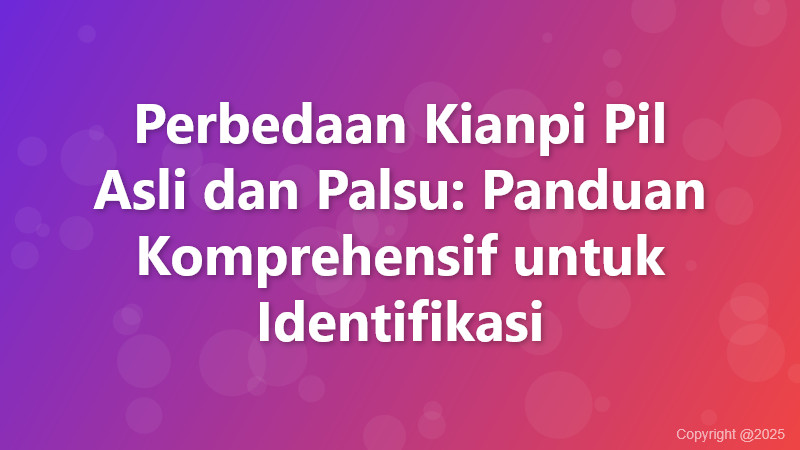 Perbedaan Kianpi Pil
Asli dan Palsu: Panduan
Komprehensif untuk
Identifikasi
Copyright @2025